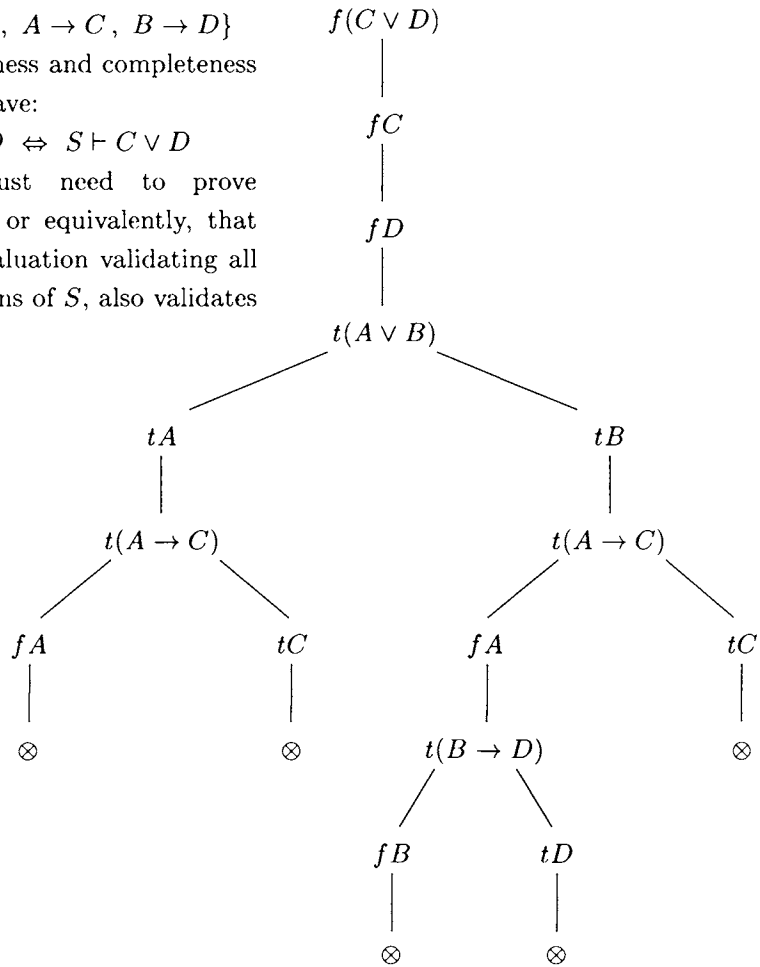 , A → C , B → D}
ness and completeness
ave:
⇔ S ⊢ C ∨ D
ust need to prove
or equivalently, that
aluation validating all
ns of S, also validates
f(C ∨ D)
fC
fD
t(A ∨ B)
tA tB
t(A → C) t(A → C)
fA tC fA tC
⊗ ⊗ t(B → D) ⊗
fB tD
⊗ ⊗